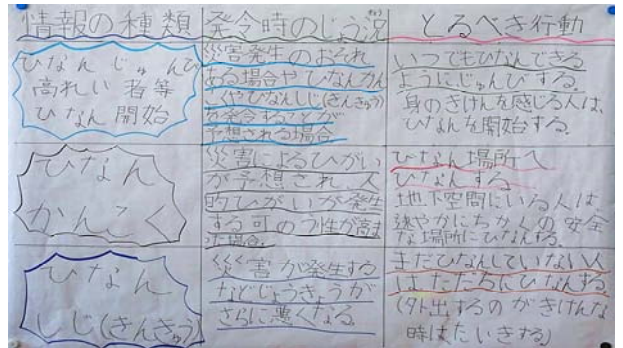 情報の種類
発令時のじょう況
とるべき行動
ひなんじゅんび
高れい者等
ひなん開始
災害発生のおそれ
ある場合やひなんかん
こくやひなんしじ(きんきゅう)
を発令することが
予想される場合
いつでもひなんできる
ようにじゅんびする。
身のきけんを感じる人は、
ひなんを開始する。
ひなん
かんこく
災害によるひがい
が予想され、人
的ひがいが発生
する可のう性が高ま
った場合。
ひなん場所へ
ひなんする
地下空間にいる人は
速やかにちかくの安全
な場所にひなんする。
ひなん
しじ(きんきゅう)
災害が発生する
などじょうきょうが
さらに悪くなる。
まだひなんしていない人
はただちにひなんする
(外出するのがきけんな
時はたいきする)